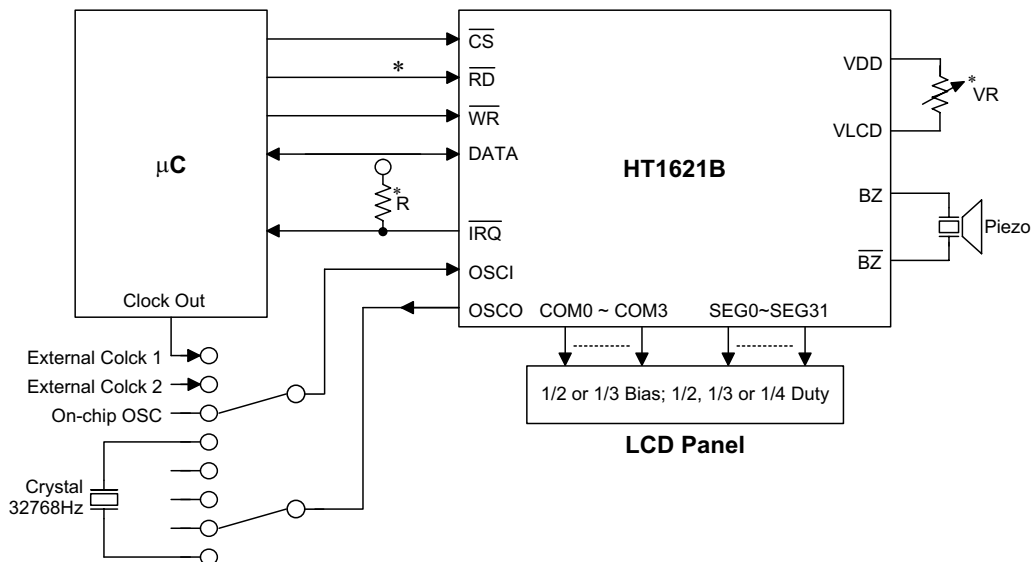 μC
Clock Out
CS
RD
WR
DATA
IRQ
OSCI
OSCO
*
*
R
HT1621B
VDD
VLCD
BZ
BZ
*
VR
Piezo
COM0 ~ COM3
SEG0~SEG31
External Colck 1
External Colck 2
On-chip OSC
Crystal
32768Hz
1/2 or 1/3 Bias; 1/2, 1/3 or 1/4 Duty
LCD Panel